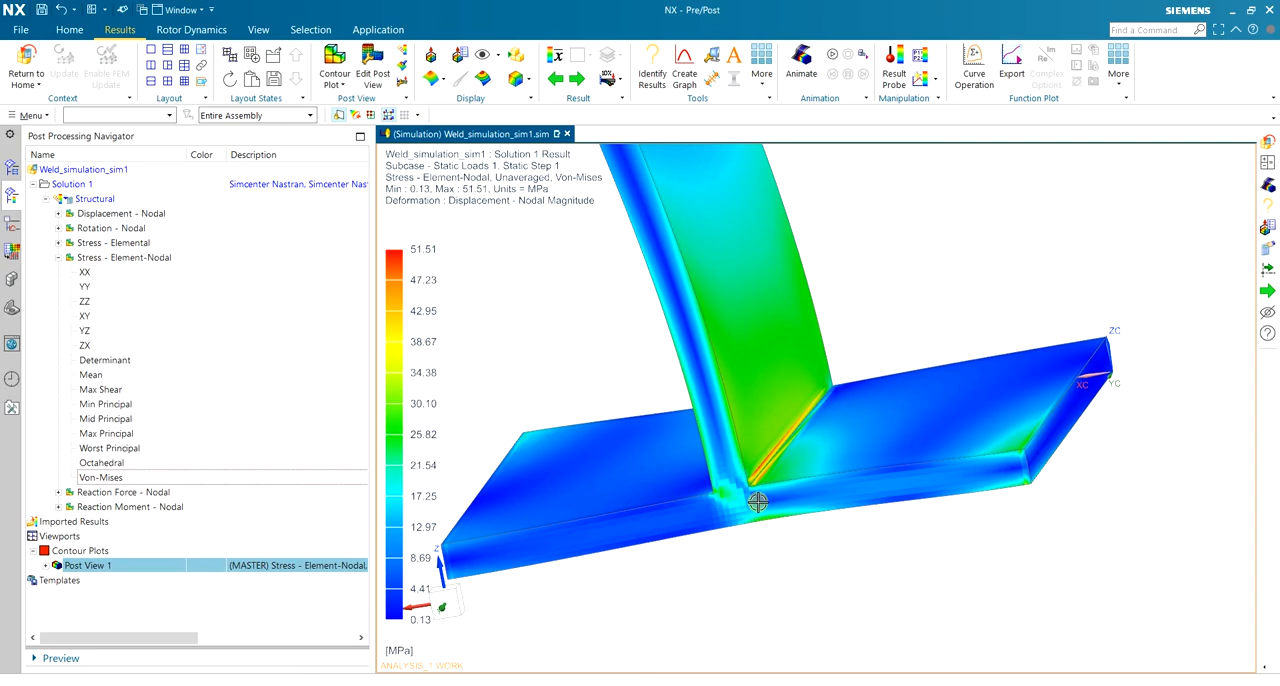 NX
Window
NX - Pre/Post
SIEMENS
File
Home
Results
Rotor Dynamics
View
Selection
Application
Find a Command
Return to Home
Update
Enable FEM Update
Contour Plot
Edit Post View
Identify Results
Create Graph
More
Animate
Result Probe
Curve Operation
Export
Complex Options
More
Context
Layout
Layout States
Post View
Display
Result
Tools
Animation
Manipulation
Function Plot
Menu
Entire Assembly
Post Processing Navigator
(Simulation) Weld_simulation_sim1.sim
Name
Color
Description
Weld_simulation_sim1
Solution 1
Simcenter Nastran, Simcenter Nas
Structural
Displacement - Nodal
Rotation - Nodal
Stress - Elemental
Stress - Element-Nodal
XX
YY
ZZ
XY
YZ
ZX
Determinant
Mean
Max Shear
Min Principal
Mid Principal
Max Principal
Worst Principal
Octahedral
Von-Mises
Reaction Force - Nodal
Reaction Moment - Nodal
Imported Results
Viewports
Contour Plots
Post View 1
(MASTER) Stress - Element-Nodal,
Templates
Preview
Weld_simulation_sim1 : Solution 1 Result
Subcase - Static Loads 1, Static Step 1
Stress - Element-Nodal, Unaveraged, Von-Mises
Min : 0.13, Max : 51.51, Units = MPa
Deformation : Displacement - Nodal Magnitude
51.51
47.23
42.95
38.67
34.38
30.10
25.82
21.54
17.25
12.97
8.69
4.41
0.13
[MPa]
ZC
XC
YC
Z
ANALYSIS_1 WORK